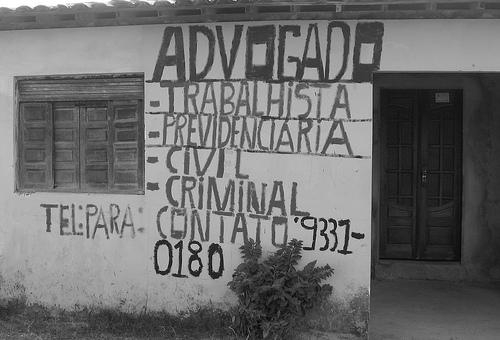 ADVOGADO
-TRABALHISTA
-PREVIDENCIARIA
-CIVIL
-CRIMINAL
TEL:PARA: CONTATO: 9331-
0180